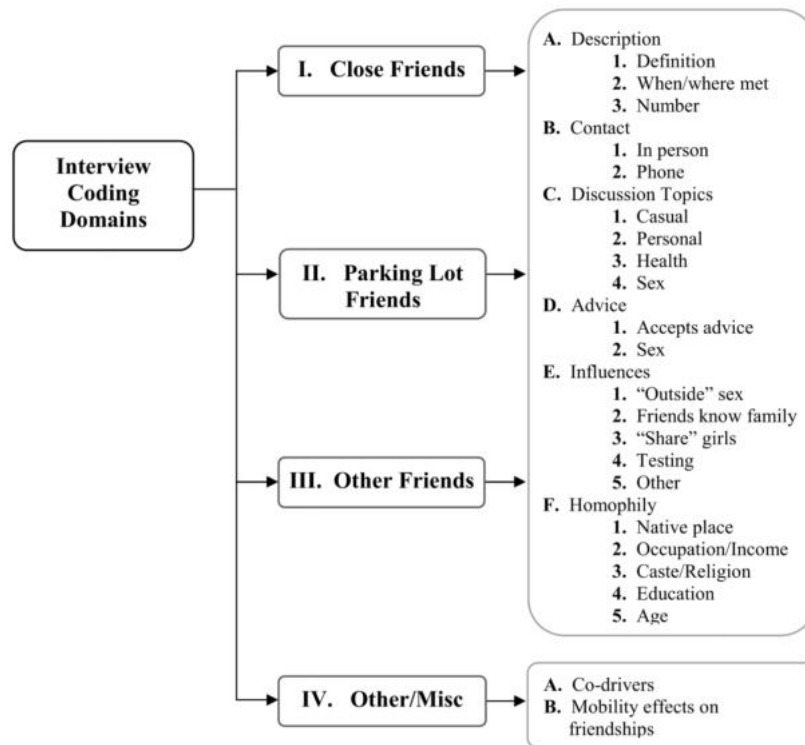 Interview
Coding
Domains
I. Close Friends
II. Parking Lot
Friends
III. Other Friends
IV. Other/Misc
A. Description
1. Definition
2. When/where met
3. Number
B. Contact
1. In person
2. Phone
C. Discussion Topics
1. Casual
2. Personal
3. Health
4. Sex
D. Advice
1. Accepts advice
2. Sex
E. Influences
1. “Outside” sex
2. Friends know family
3. “Share” girls
4. Testing
5. Other
F. Homophily
1. Native place
2. Occupation/Income
3. Caste/Religion
4. Education
5. Age
A. Co-drivers
B. Mobility effects on
friendships